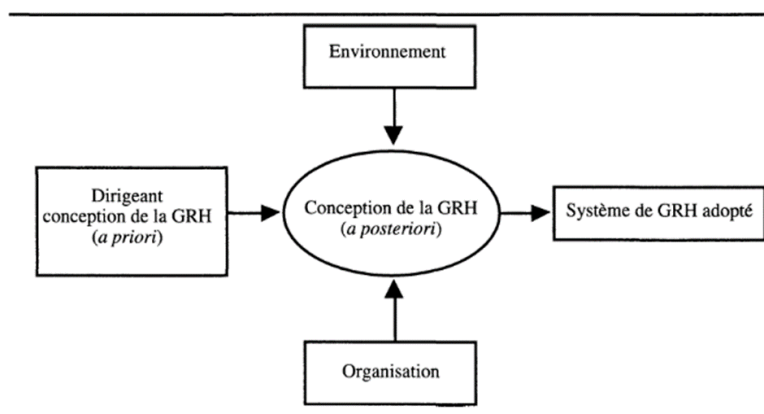 Environnement
Dirigeant
conception de la GRH
(a priori)
Conception de la GRH
(a posteriori)
Système de GRH adopté
Organisation